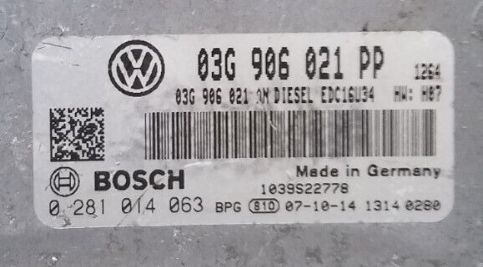 03G 906 021 PP 1264
03G 906 021 DIESEL EDC16U34 HW: H07
Made in Germany
BOSCH 1039S22778
0 281 014 063 BPG 810 07-10-14 1314 0280